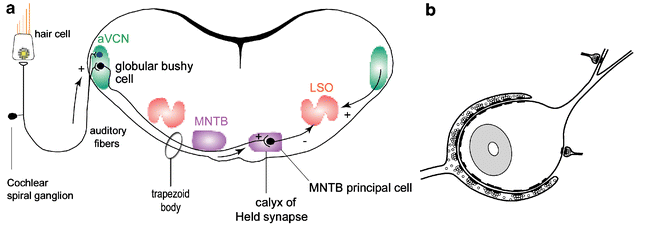 a
hair cell
aVCN
+
globular bushy
cell
auditory
fibers
Cochlear
spiral ganglion
MNTB
trapezoid
body
LSO
+
-
+
MNTB principal cell
calyx of
Held synapse
b